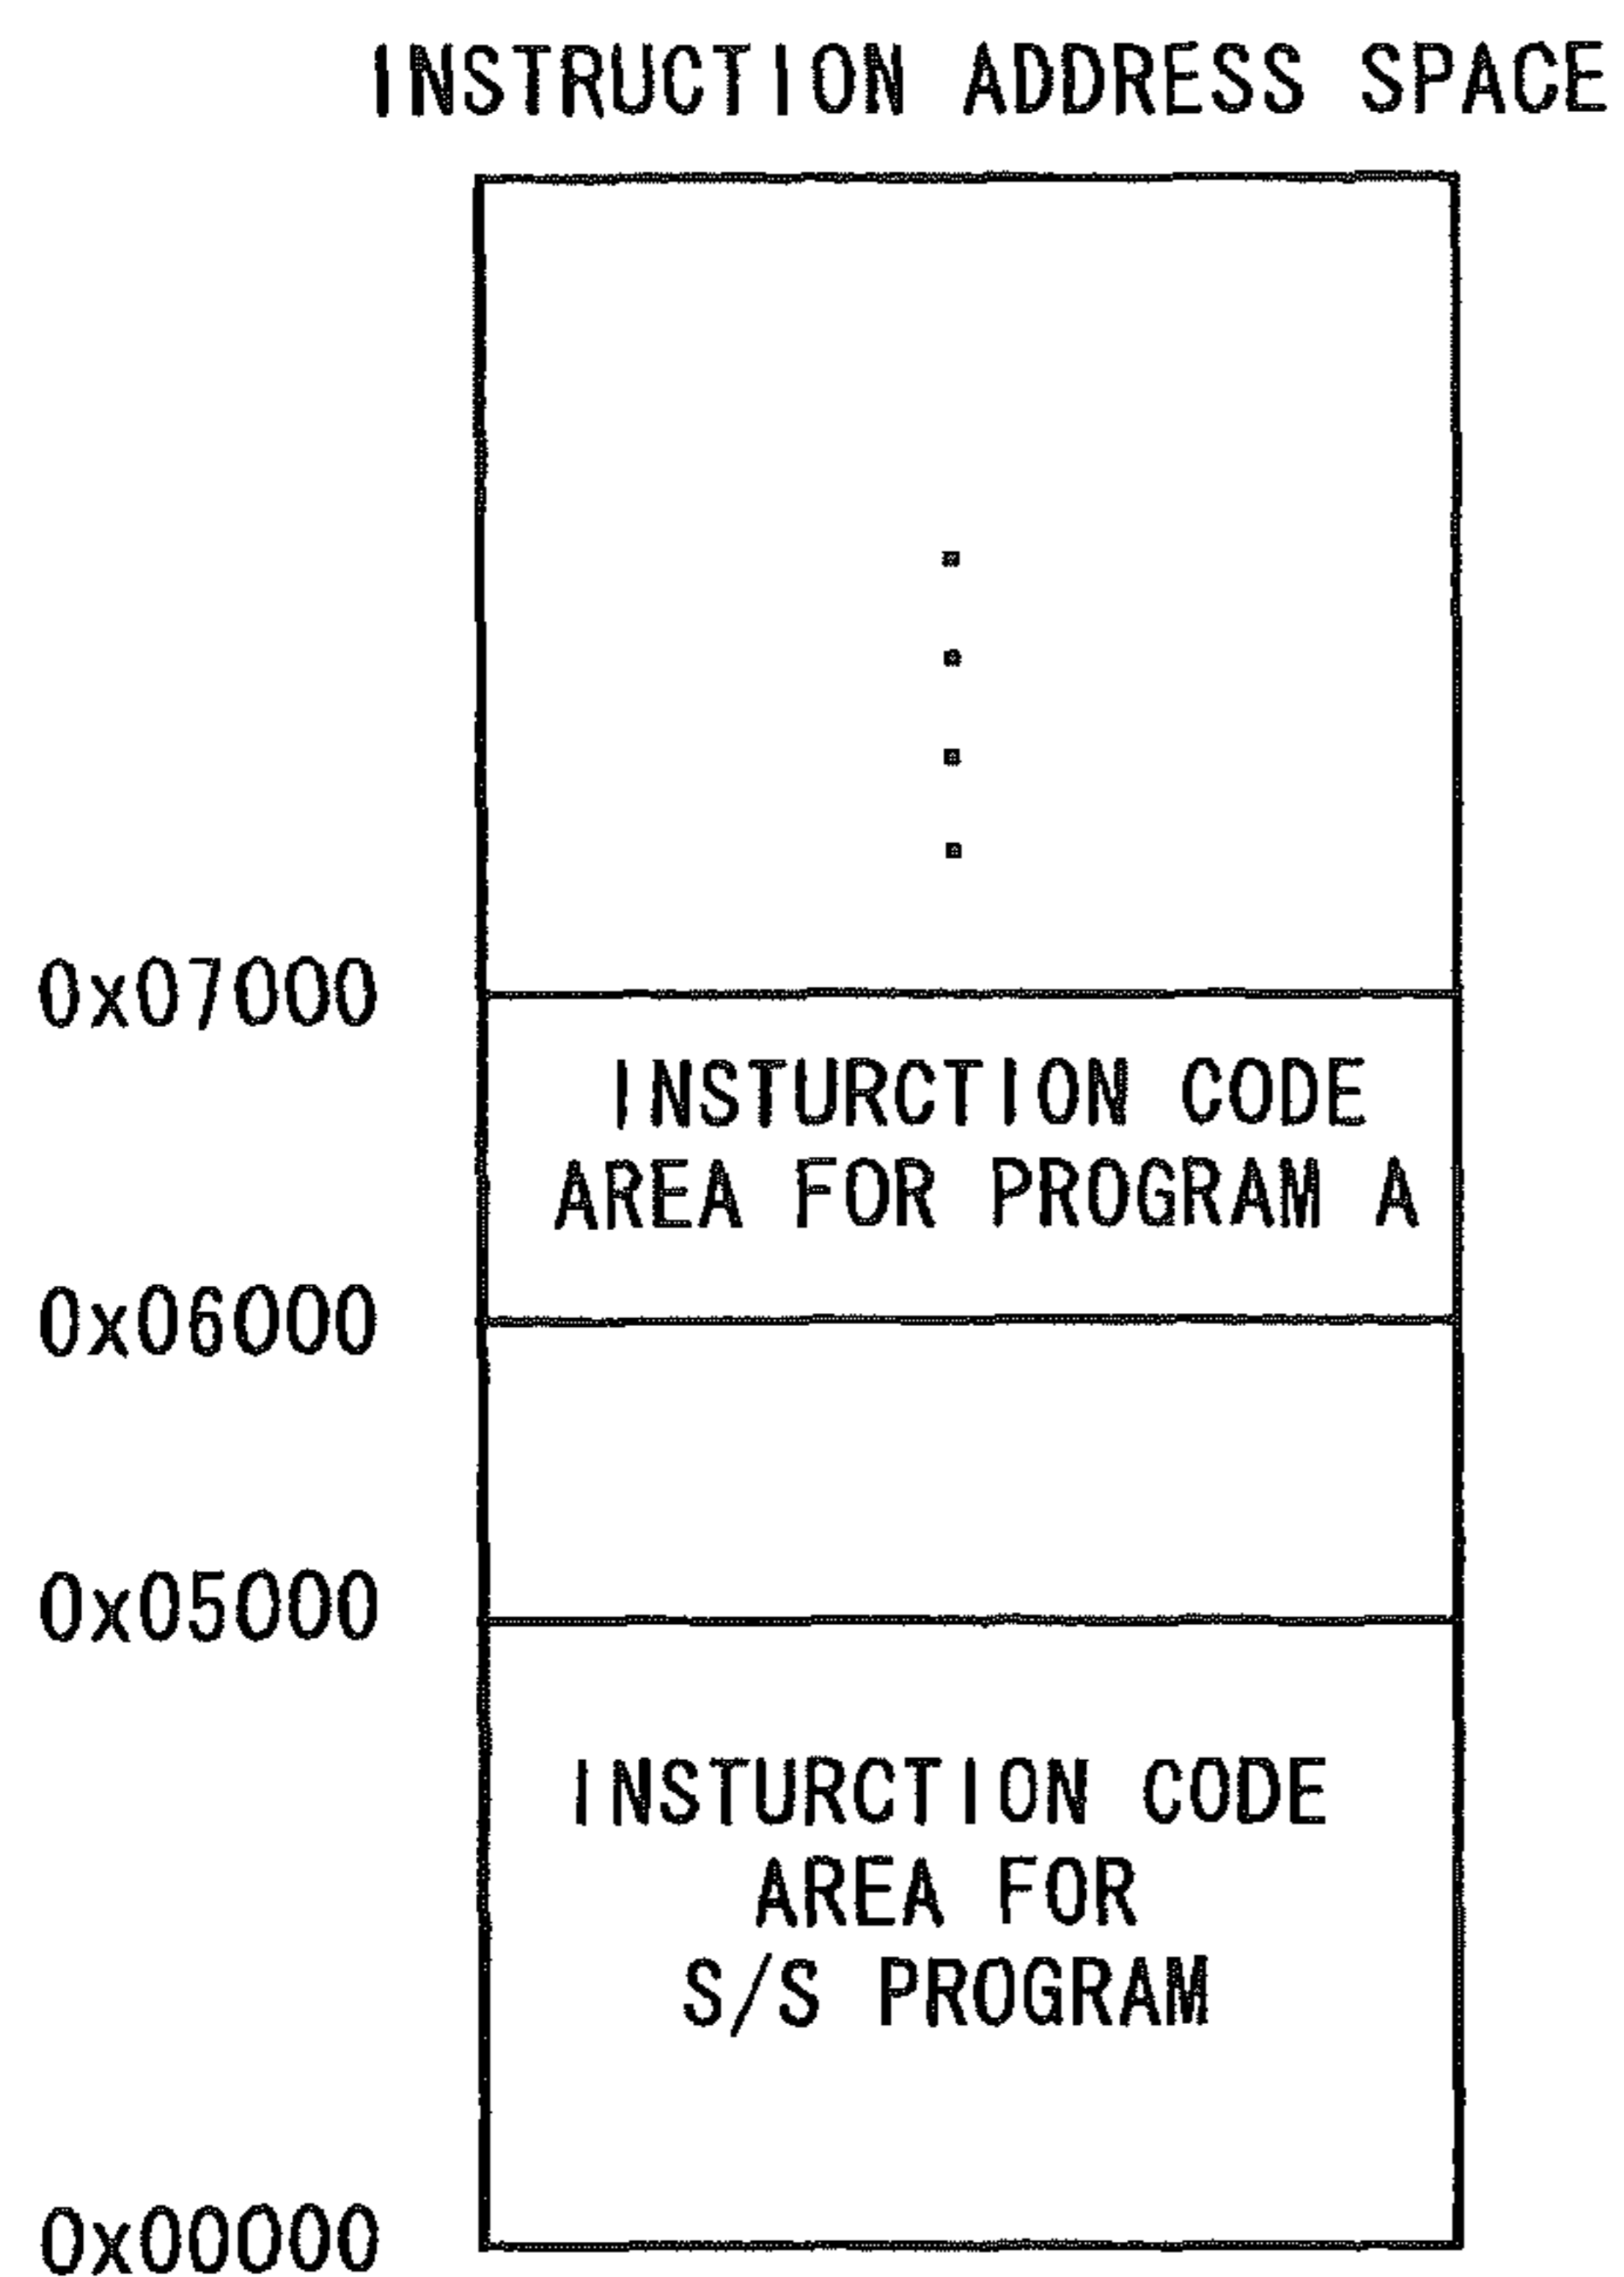 INSTRUCTION ADDRESS SPACE
0x07000
INSTURCTION CODE
AREA FOR PROGRAM A
0x06000
0x05000
INSTURCTION CODE
AREA FOR
S/S PROGRAM
0x00000